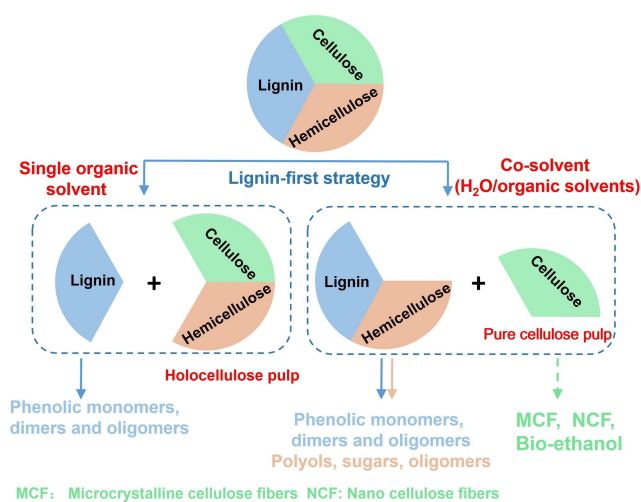 Lignin
Cellulose
Hemicellulose
Single organic
solvent
Lignin-first strategy
Co-solvent
(H₂O/organic solvents)
Lignin
+
Cellulose
Hemicellulose
Holocellulose pulp
Lignin
Hemicellulose
+
Cellulose
Pure cellulose pulp
Phenolic monomers,
dimers and oligomers
Phenolic monomers,
dimers and oligomers
Polyols, sugars, oligomers
MCF, NCF,
Bio-ethanol
MCF: Microcrystalline cellulose fibers NCF: Nano cellulose fibers